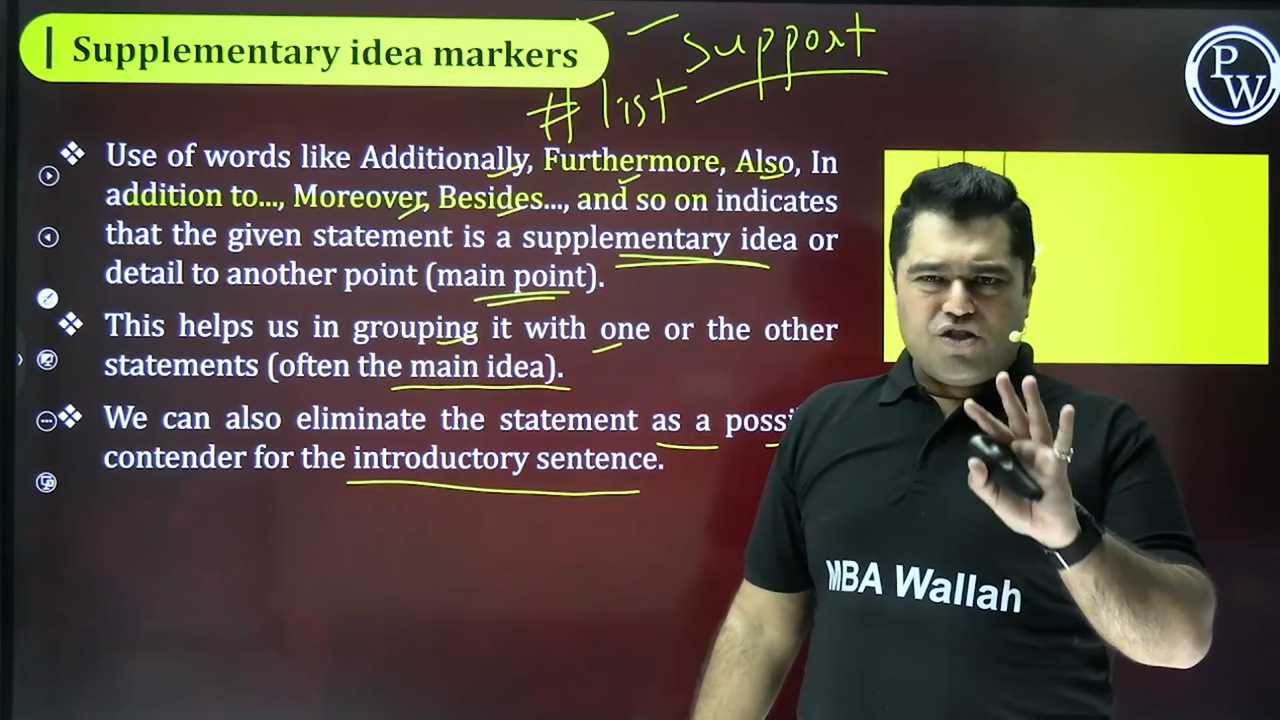 Supplementary idea markers
support
# list
PW
Use of words like Additionally, Furthermore, Also, In
addition to..., Moreover, Besides..., and so on indicates
that the given statement is a supplementary idea or
detail to another point (main point).
This helps us in grouping it with one or the other
statements (often the main idea).
We can also eliminate the statement as a possi
contender for the introductory sentence.
MBA Wallah